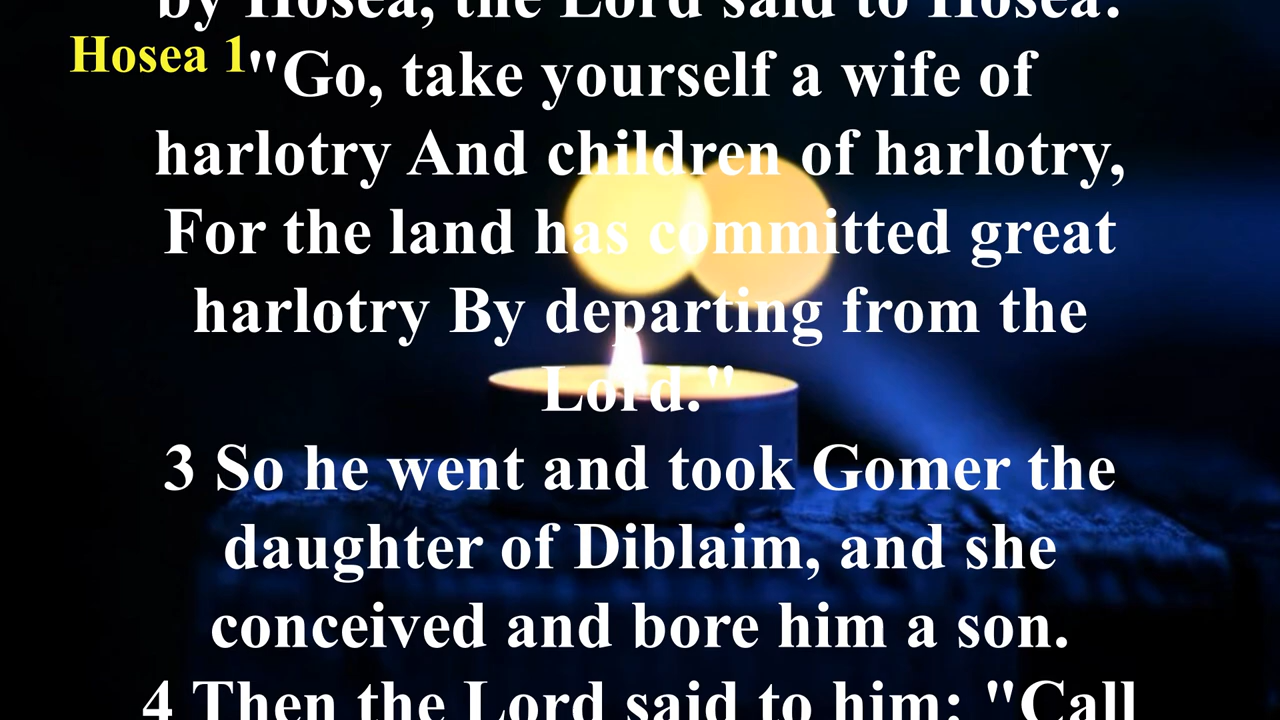 by Hosea, the Lord said to Hosea:
Hosea 1
"Go, take yourself a wife of
harlotry And children of harlotry,
For the land has committed great
harlotry By departing from the
Lord."
3 So he went and took Gomer the
daughter of Diblaim, and she
conceived and bore him a son.
4 Then the Lord said to him: "Call